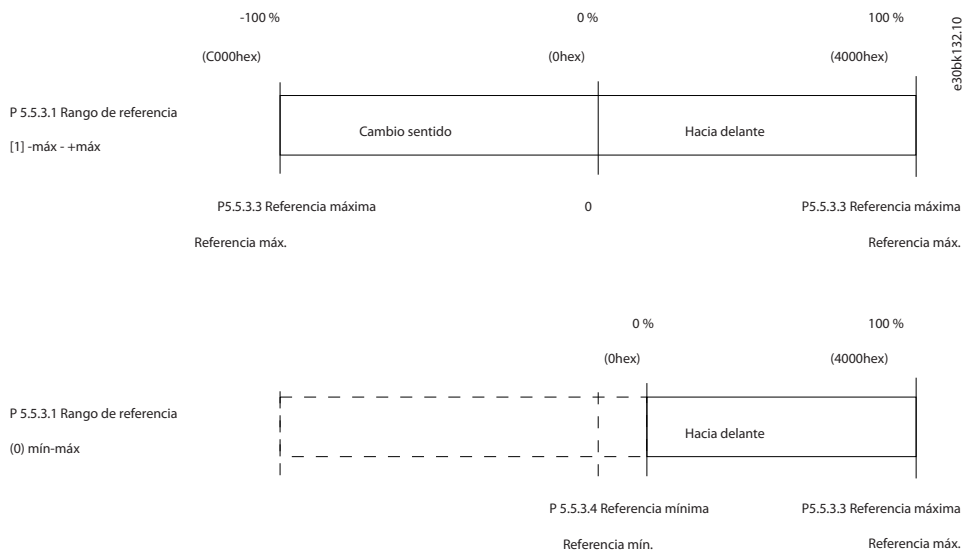 -100 % 0 % 100 %
(C000hex) (0hex) (4000hex)
e30bk132.10
P 5.5.3.1 Rango de referencia
[1] -máx - +máx
Cambio sentido Hacia delante
P5.5.3.3 Referencia máxima 0 P5.5.3.3 Referencia máxima
Referencia máx. Referencia máx.
0 % 100 %
(0hex) (4000hex)
P 5.5.3.1 Rango de referencia
(0) mín-máx
Hacia delante
P 5.5.3.4 Referencia mínima P5.5.3.3 Referencia máxima
Referencia mín. Referencia máx.